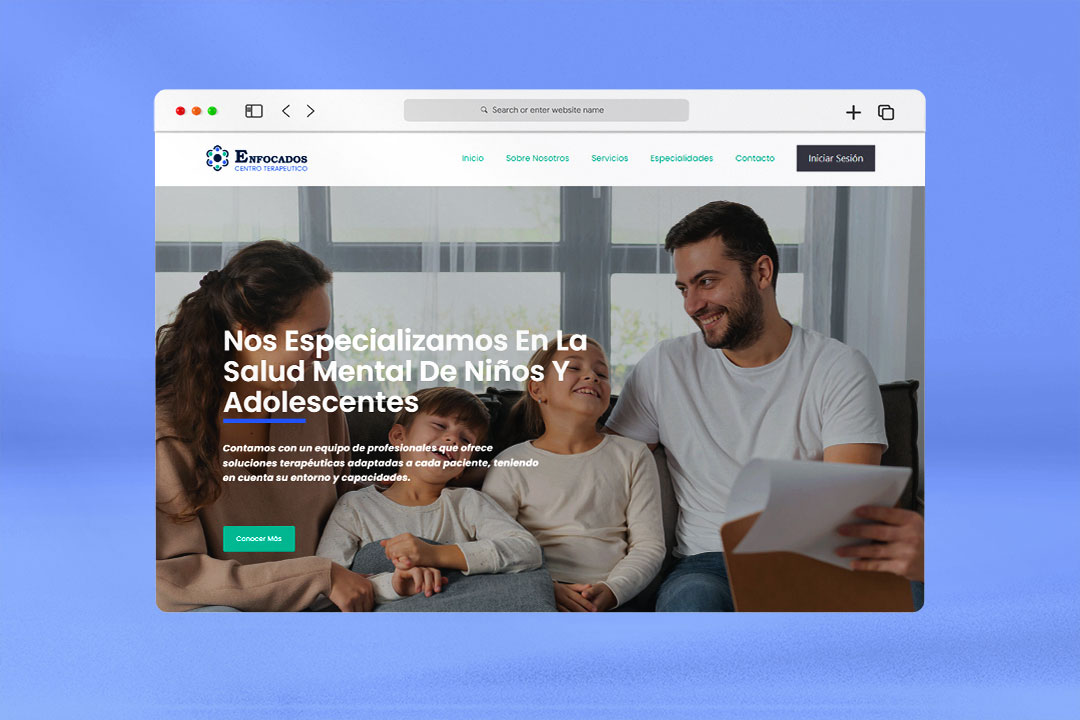 Search or enter website name
ENFOCADOS
CENTRO TERAPEUTICO
Inicio
Sobre Nosotros
Servicios
Especialidades
Contacto
Iniciar Sesión
Nos Especializamos En La
Salud Mental De Niños Y
Adolescentes
Contamos con un equipo de profesionales que ofrece
soluciones terapéuticas adaptadas a cada paciente, teniendo
en cuenta su entorno y capacidades.
Conocer Más